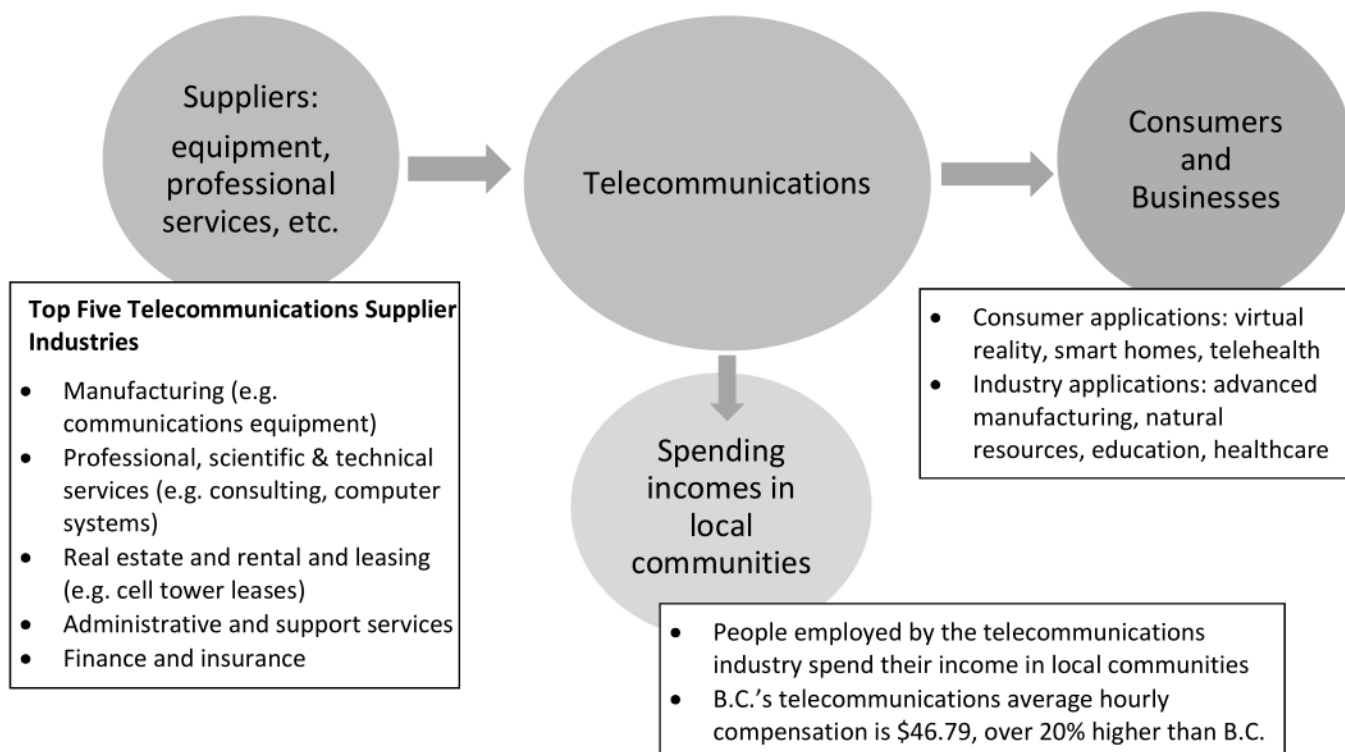 Suppliers:
equipment,
professional
services, etc.
Telecommunications
Consumers
and
Businesses
Top Five Telecommunications Supplier
Industries
• Manufacturing (e.g.
communications equipment)
• Professional, scientific & technical
services (e.g. consulting, computer
systems)
• Real estate and rental and leasing
(e.g. cell tower leases)
• Administrative and support services
• Finance and insurance
• Consumer applications: virtual
reality, smart homes, telehealth
• Industry applications: advanced
manufacturing, natural
resources, education, healthcare
Spending
incomes in
local
communities
• People employed by the telecommunications
industry spend their income in local communities
• B.C.’s telecommunications average hourly
compensation is $46.79, over 20% higher than B.C.